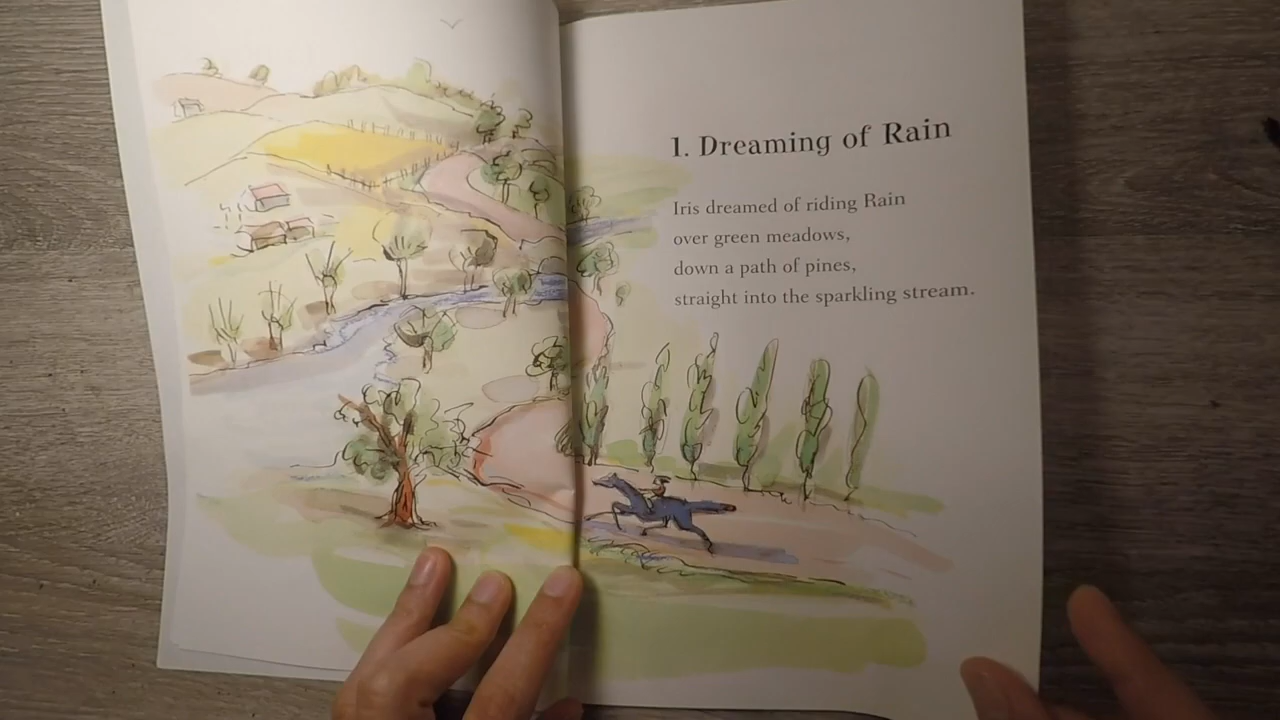 1. Dreaming of Rain
Iris dreamed of riding Rain
over green meadows,
down a path of pines,
straight into the sparkling stream.